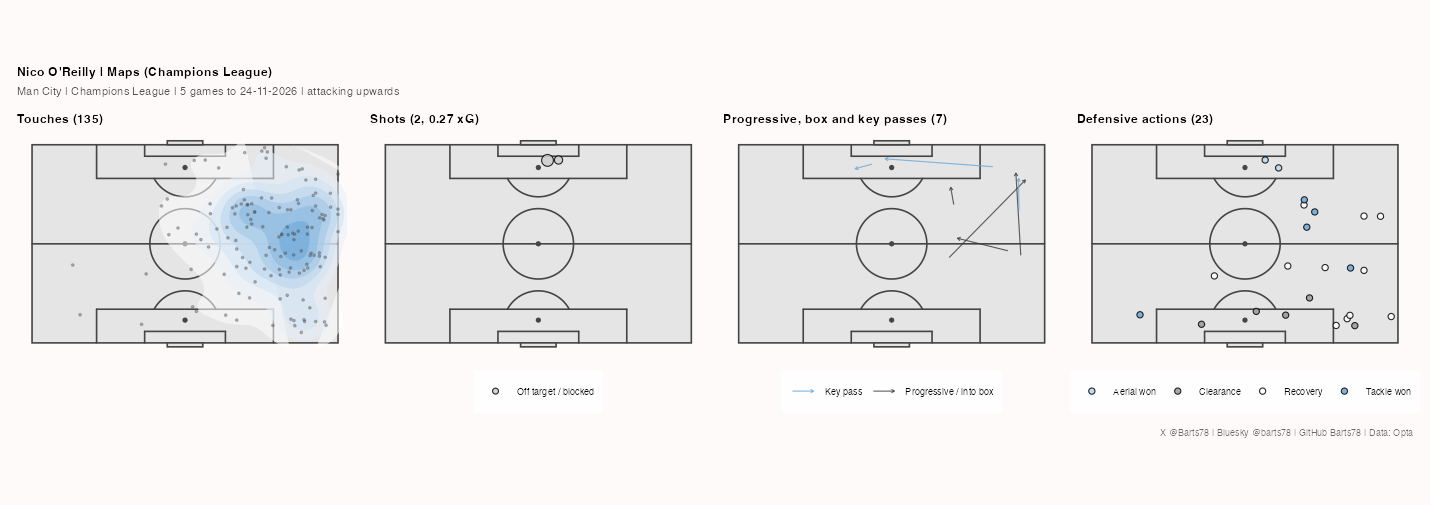 Nico O'Reilly | Maps (Champions League)
Man City | Champions League | 5 games to 24-11-2026 | attacking upwards
Touches (135)
Shots (2, 0.27 xG)
Progressive, box and key passes (7)
Defensive actions (23)
Off target / blocked
Key pass
Progressive / into box
Aerial won
Clearance
Recovery
Tackle won
X @Barts78 | Bluesky @barts78 | GitHub Barts78 | Data: Opta